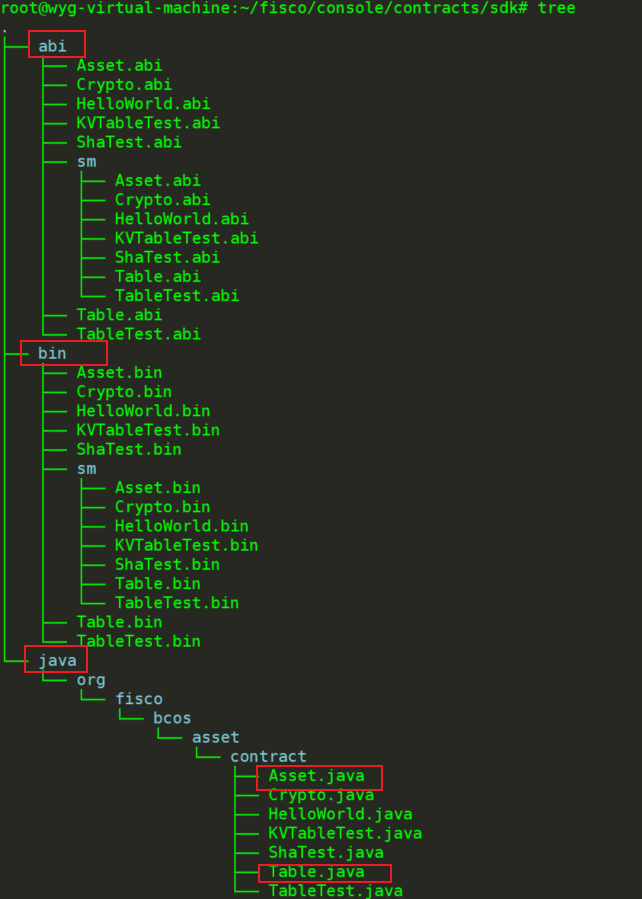 root@wyg-virtual-machine:~/fisco/console/contracts/sdk# tree
.
├── abi
│   ├── Asset.abi
│   ├── Crypto.abi
│   ├── HelloWorld.abi
│   ├── KVTableTest.abi
│   ├── ShaTest.abi
│   ├── sm
│   │   ├── Asset.abi
│   │   ├── Crypto.abi
│   │   ├── HelloWorld.abi
│   │   ├── KVTableTest.abi
│   │   ├── ShaTest.abi
│   │   ├── Table.abi
│   │   └── TableTest.abi
│   ├── Table.abi
│   └── TableTest.abi
├── bin
│   ├── Asset.bin
│   ├── Crypto.bin
│   ├── HelloWorld.bin
│   ├── KVTableTest.bin
│   ├── ShaTest.bin
│   ├── sm
│   │   ├── Asset.bin
│   │   ├── Crypto.bin
│   │   ├── HelloWorld.bin
│   │   ├── KVTableTest.bin
│   │   ├── ShaTest.bin
│   │   ├── Table.bin
│   │   └── TableTest.bin
│   ├── Table.bin
│   └── TableTest.bin
└── java
    └── org
        └── fisco
            └── bcos
                └── asset
                    └── contract
                        ├── Asset.java
                        ├── Crypto.java
                        ├── HelloWorld.java
                        ├── KVTableTest.java
                        ├── ShaTest.java
                        ├── Table.java
                        └── TableTest.java